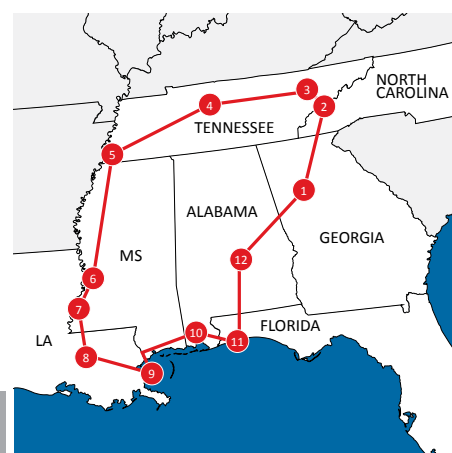 NORTH
CAROLINA
3
2
4
TENNESSEE
5
1
ALABAMA
GEORGIA
MS
12
6
7
FLORIDA
10
LA
11
8
9